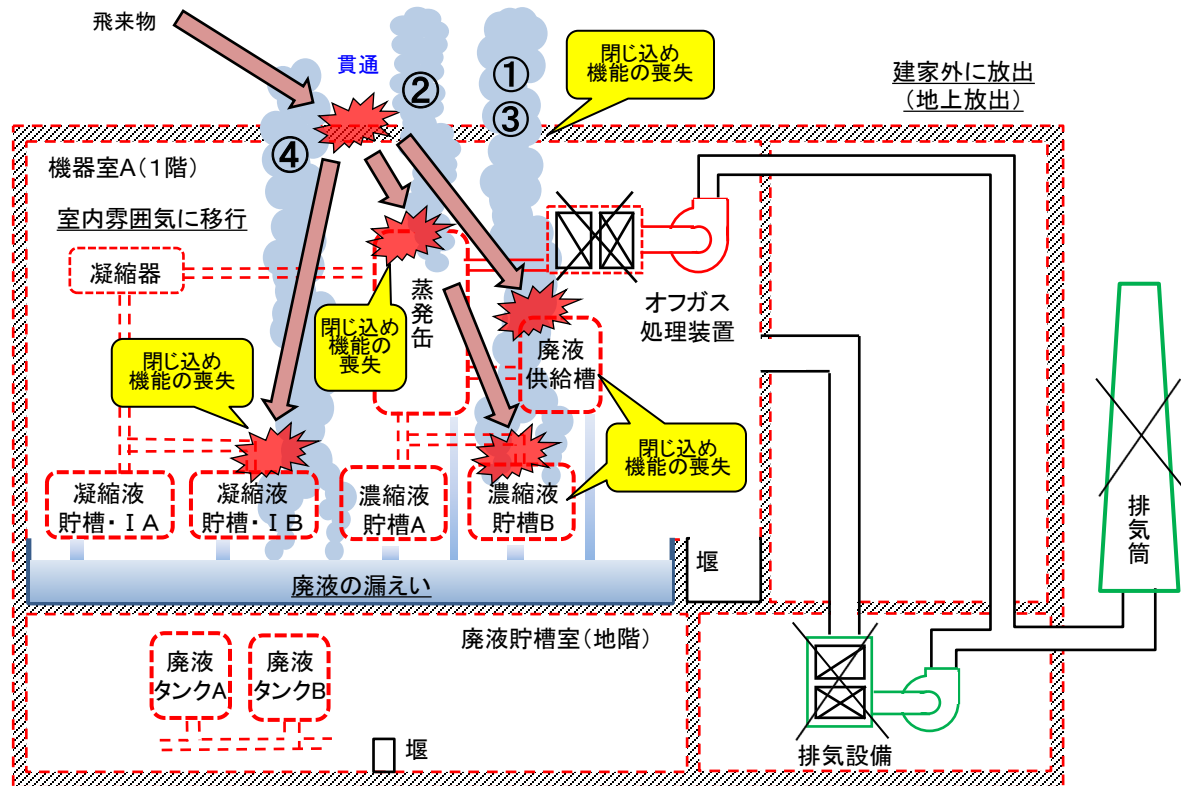 飛来物
貫通
①
②
③
④
閉じ込め
機能の喪失
建家外に放出
(地上放出)
機器室A(1階)
室内雰囲気に移行
凝縮器
蒸発缶
オフガス
処理装置
閉じ込め
機能の
喪失
閉じ込め
機能の喪失
廃液
供給槽
閉じ込め
機能の喪失
凝縮液
貯槽・ⅠA
凝縮液
貯槽・ⅠB
濃縮液
貯槽A
濃縮液
貯槽B
排気筒
堰
廃液の漏えい
廃液貯槽室(地階)
廃液
タンクA
廃液
タンクB
堰
排気設備